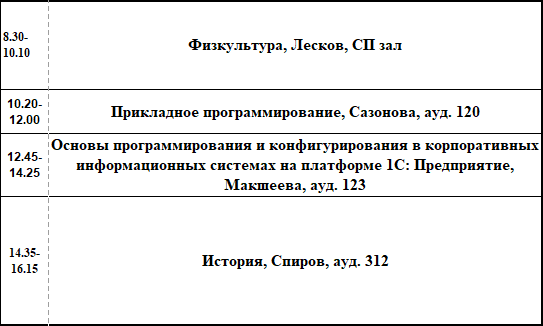 8.30-
10.10
Физкультура, Лесков, СП зал
10.20-
12.00
Прикладное программирование, Сазонова, ауд. 120
12.45-
14.25
Основы программирования и конфигурирования в корпоративных
информационных системах на платформе 1С: Предприятие,
Макшеева, ауд. 123
14.35-
16.15
История, Спиров, ауд. 312